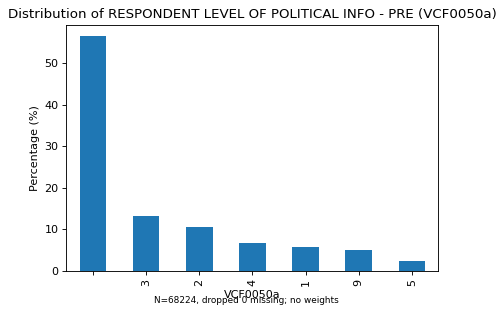 Distribution of RESPONDENT LEVEL OF POLITICAL INFO - PRE (VCF0050a)
Percentage (%)
50
40
30
20
10
0
3 2 4 1 9 5
VCF0050a
N=68224, dropped 0 missing; no weights